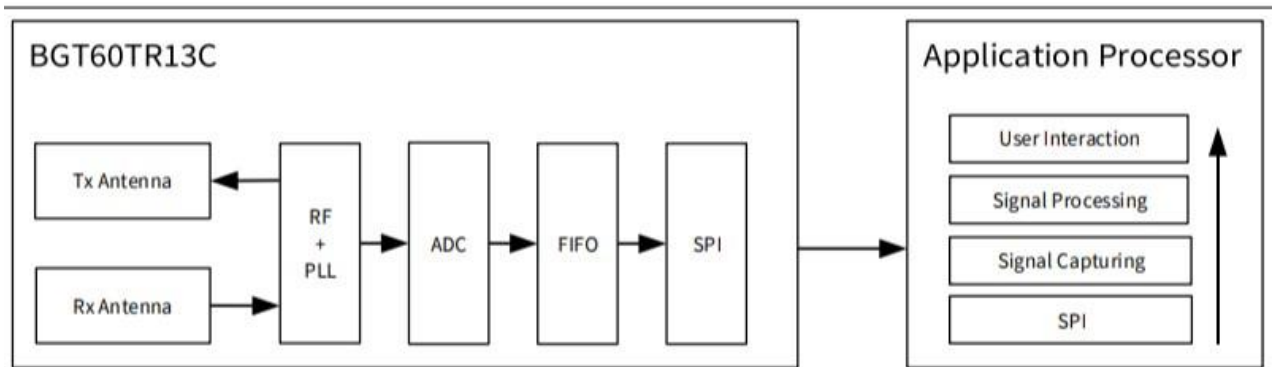 BGT60TR13C
Tx Antenna
Rx Antenna
RF
+
PLL
ADC
FIFO
SPI
Application Processor
User Interaction
Signal Processing
Signal Capturing
SPI